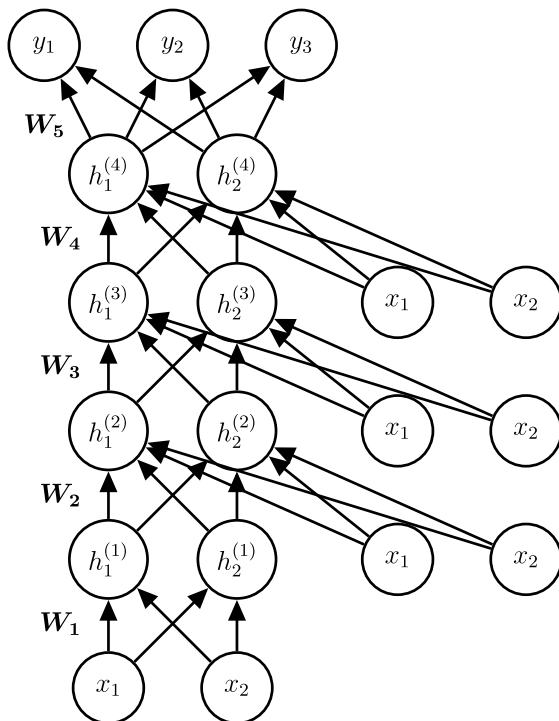 y₁ y₂ y₃
W₅
h₁⁽⁴⁾ h₂⁽⁴⁾
W₄
h₁⁽³⁾ h₂⁽³⁾ x₁ x₂
W₃
h₁⁽²⁾ h₂⁽²⁾ x₁ x₂
W₂
h₁⁽¹⁾ h₂⁽¹⁾ x₁ x₂
W₁
x₁ x₂